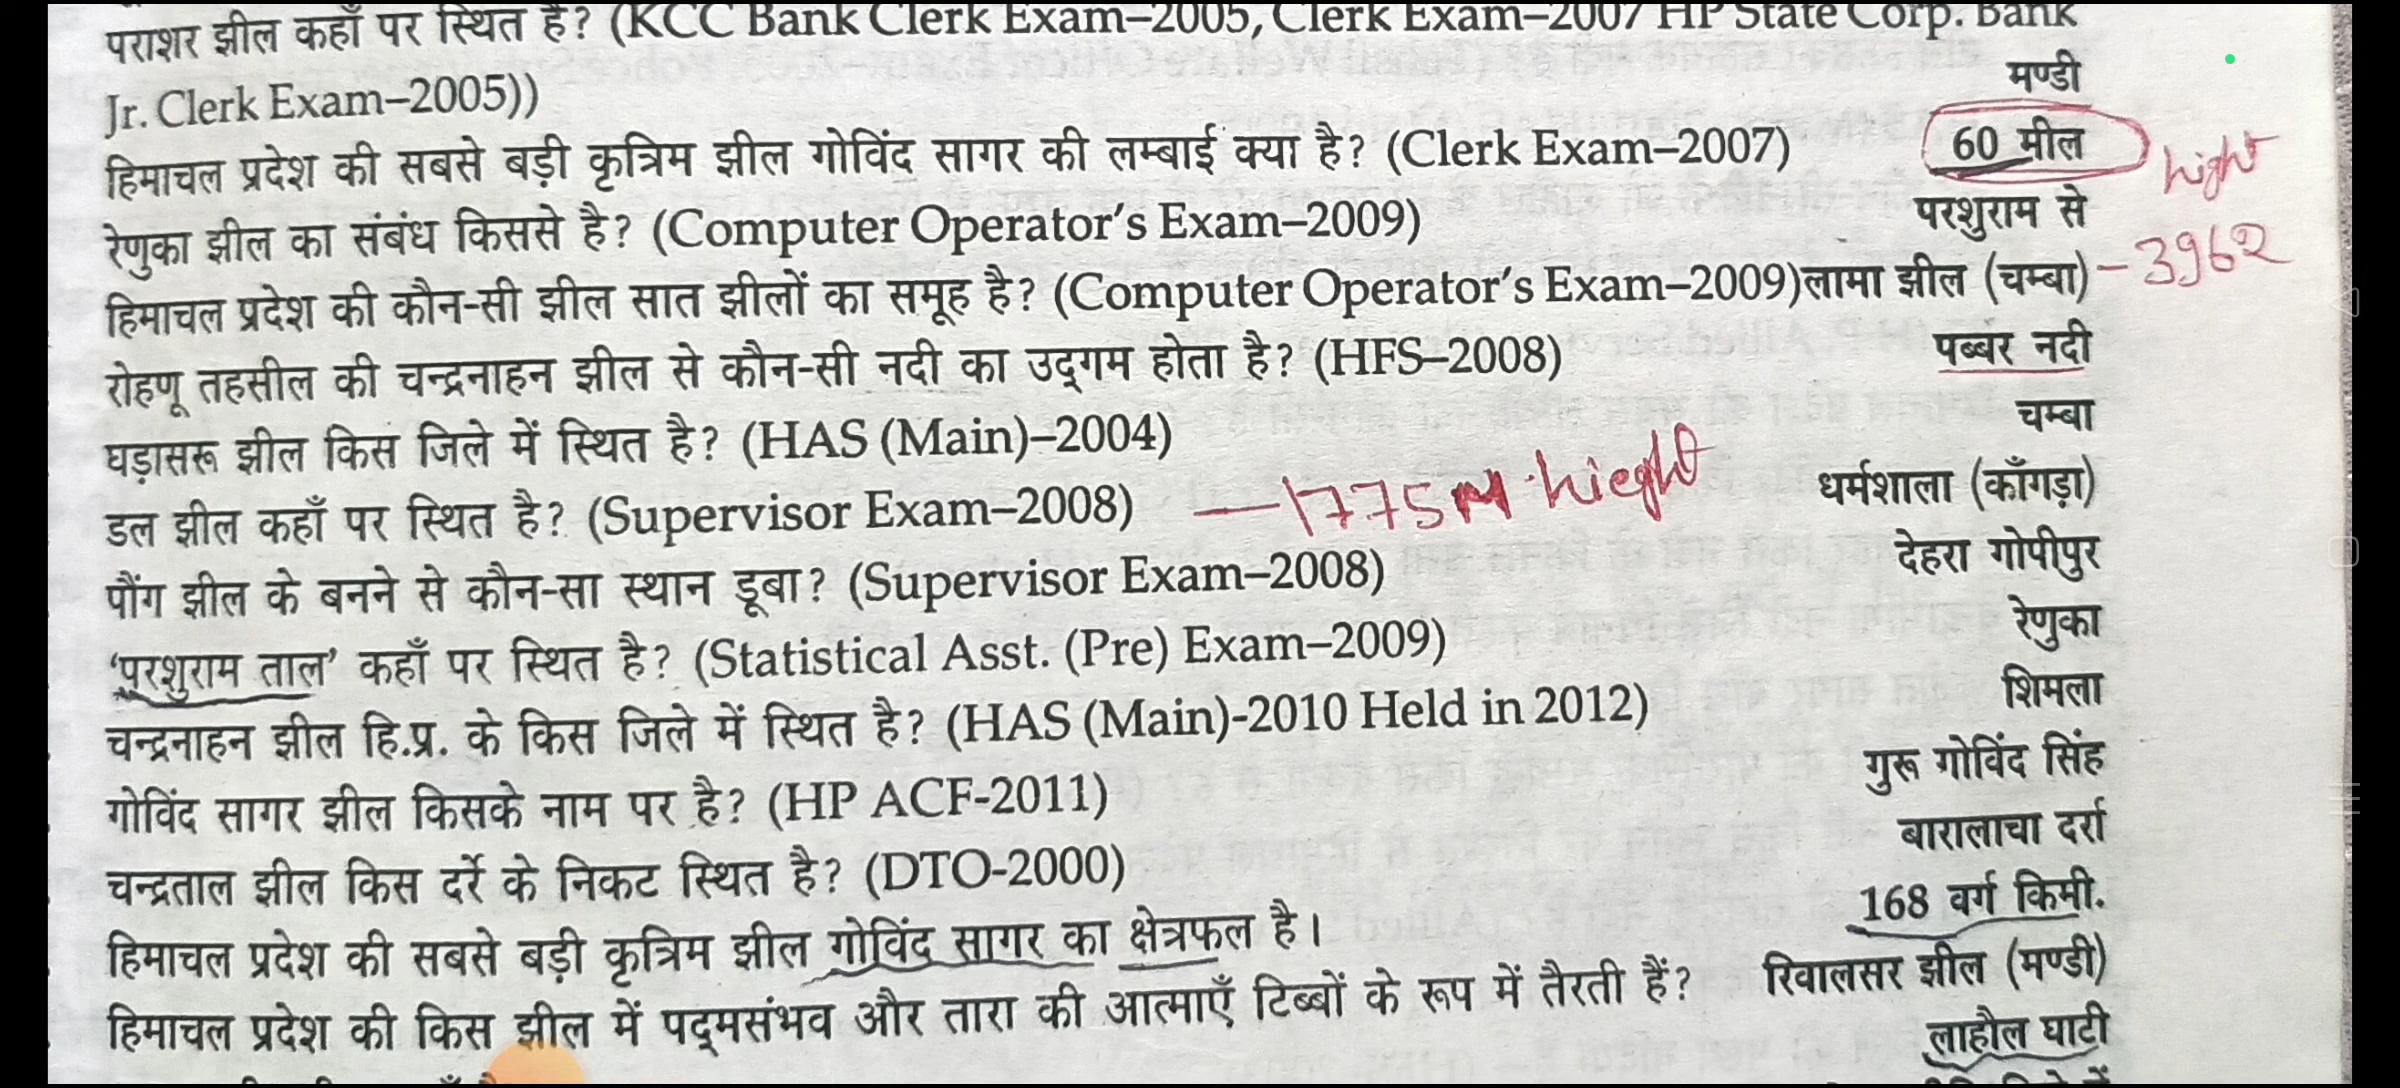 पराशर झील कहाँ पर स्थित है? (KCC Bank Clerk Exam–2005, Clerk Exam–2007 HP State Corp. Bank
Jr. Clerk Exam–2005)) मण्डी
हिमाचल प्रदेश की सबसे बड़ी कृत्रिम झील गोविंद सागर की लम्बाई क्या है? (Clerk Exam–2007) 60 मील hight
रेणुका झील का संबंध किससे है? (Computer Operator's Exam–2009) परशुराम से
हिमाचल प्रदेश की कौन-सी झील सात झीलों का समूह है? (Computer Operator's Exam–2009)लामा झील (चम्बा) – 3962
रोहणू तहसील की चन्द्रनाहन झील से कौन-सी नदी का उद्‌गम होता है? (HFS–2008) पब्बर नदी
घड़ासरू झील किस जिले में स्थित है? (HAS (Main)–2004) चम्बा
डल झील कहाँ पर स्थित है? (Supervisor Exam–2008) —1775M hieght धर्मशाला (काँगड़ा)
पौंग झील के बनने से कौन-सा स्थान डूबा? (Supervisor Exam–2008) देहरा गोपीपुर
'परशुराम ताल' कहाँ पर स्थित है? (Statistical Asst. (Pre) Exam–2009) रेणुका
चन्द्रनाहन झील हि.प्र. के किस जिले में स्थित है? (HAS (Main)-2010 Held in 2012) शिमला
गोविंद सागर झील किसके नाम पर है? (HP ACF-2011) गुरू गोविंद सिंह
चन्द्रताल झील किस दर्रे के निकट स्थित है? (DTO-2000) बारालाचा दर्रा
हिमाचल प्रदेश की सबसे बड़ी कृत्रिम झील गोविंद सागर का क्षेत्रफल है। 168 वर्ग किमी.
हिमाचल प्रदेश की किस झील में पद्‌मसंभव और तारा की आत्माएँ टिब्बों के रूप में तैरती हैं? रिवालसर झील (मण्डी)
लाहौल घाटी